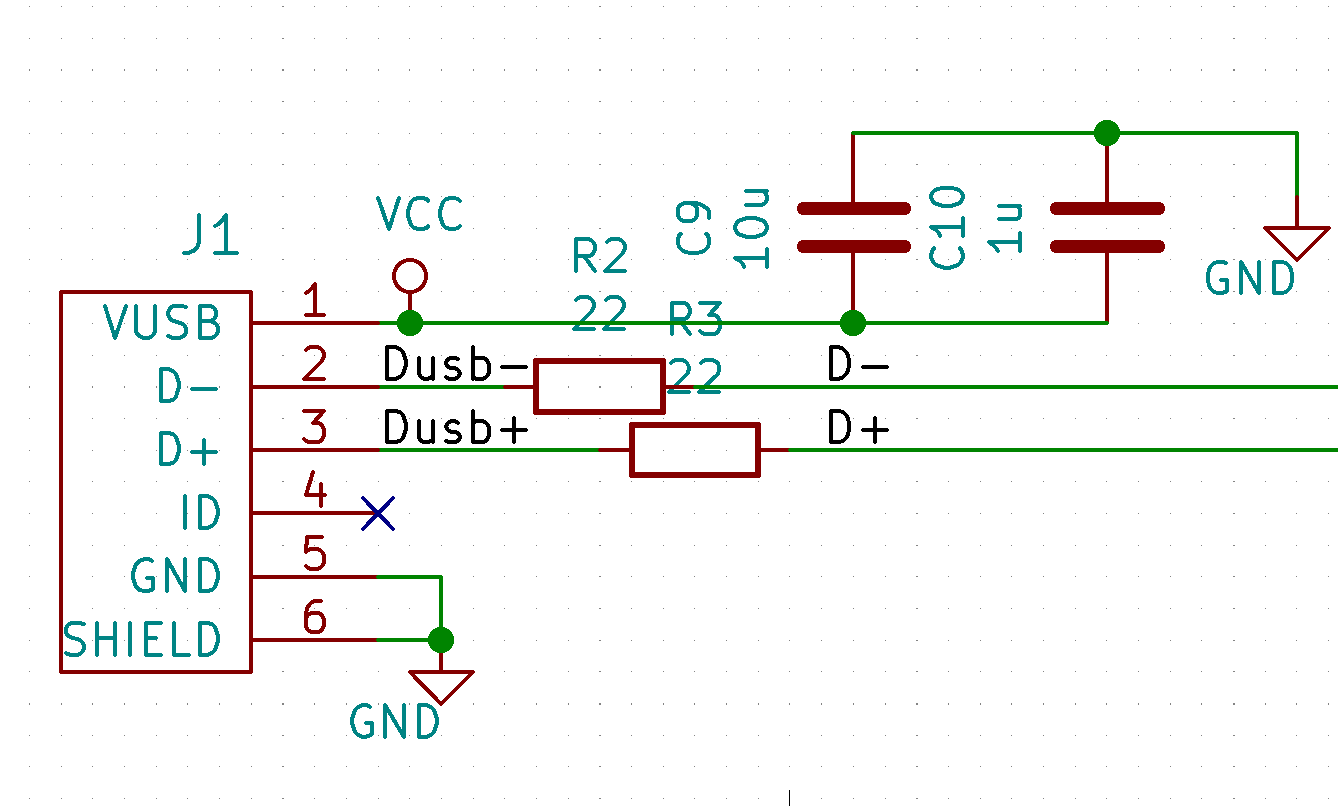 J1
VCC
R2
22
R3
22
C9
10u
C10
1u
GND
VUSB 1
D- 2
D+ 3
ID 4
GND 5
SHIELD 6
Dusb-
D-
Dusb+
D+
GND